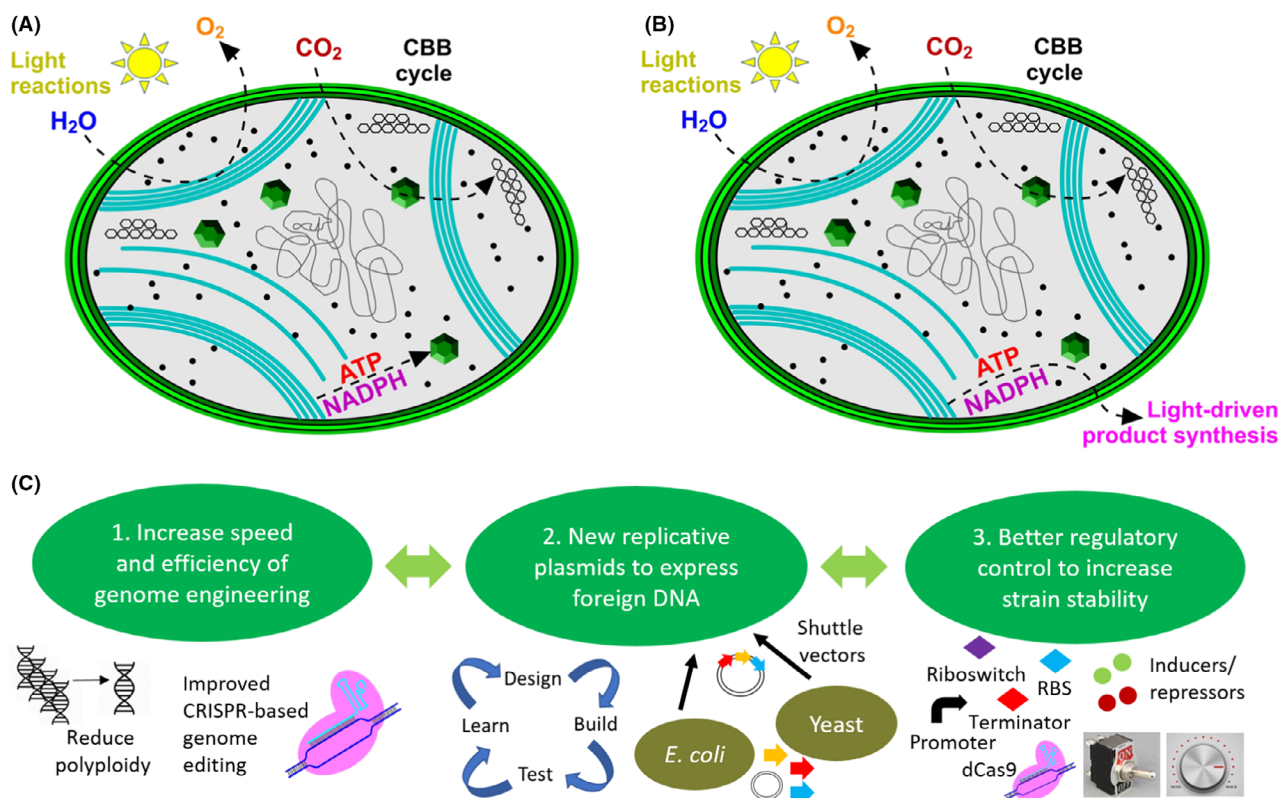 (A)
O₂
CO₂
CBB
cycle
Light
reactions
H₂O
ATP
NADPH
(B)
O₂
CO₂
CBB
cycle
Light
reactions
H₂O
ATP
NADPH
Light-driven
product synthesis
(C)
1. Increase speed
and efficiency of
genome engineering
2. New replicative
plasmids to express
foreign DNA
3. Better regulatory
control to increase
strain stability
Reduce
polyploidy
Improved
CRISPR-based
genome
editing
Design
Build
Test
Learn
Shuttle
vectors
E. coli
Yeast
Riboswitch
RBS
Inducers/
repressors
Terminator
Promoter
dCas9
ON
OFF